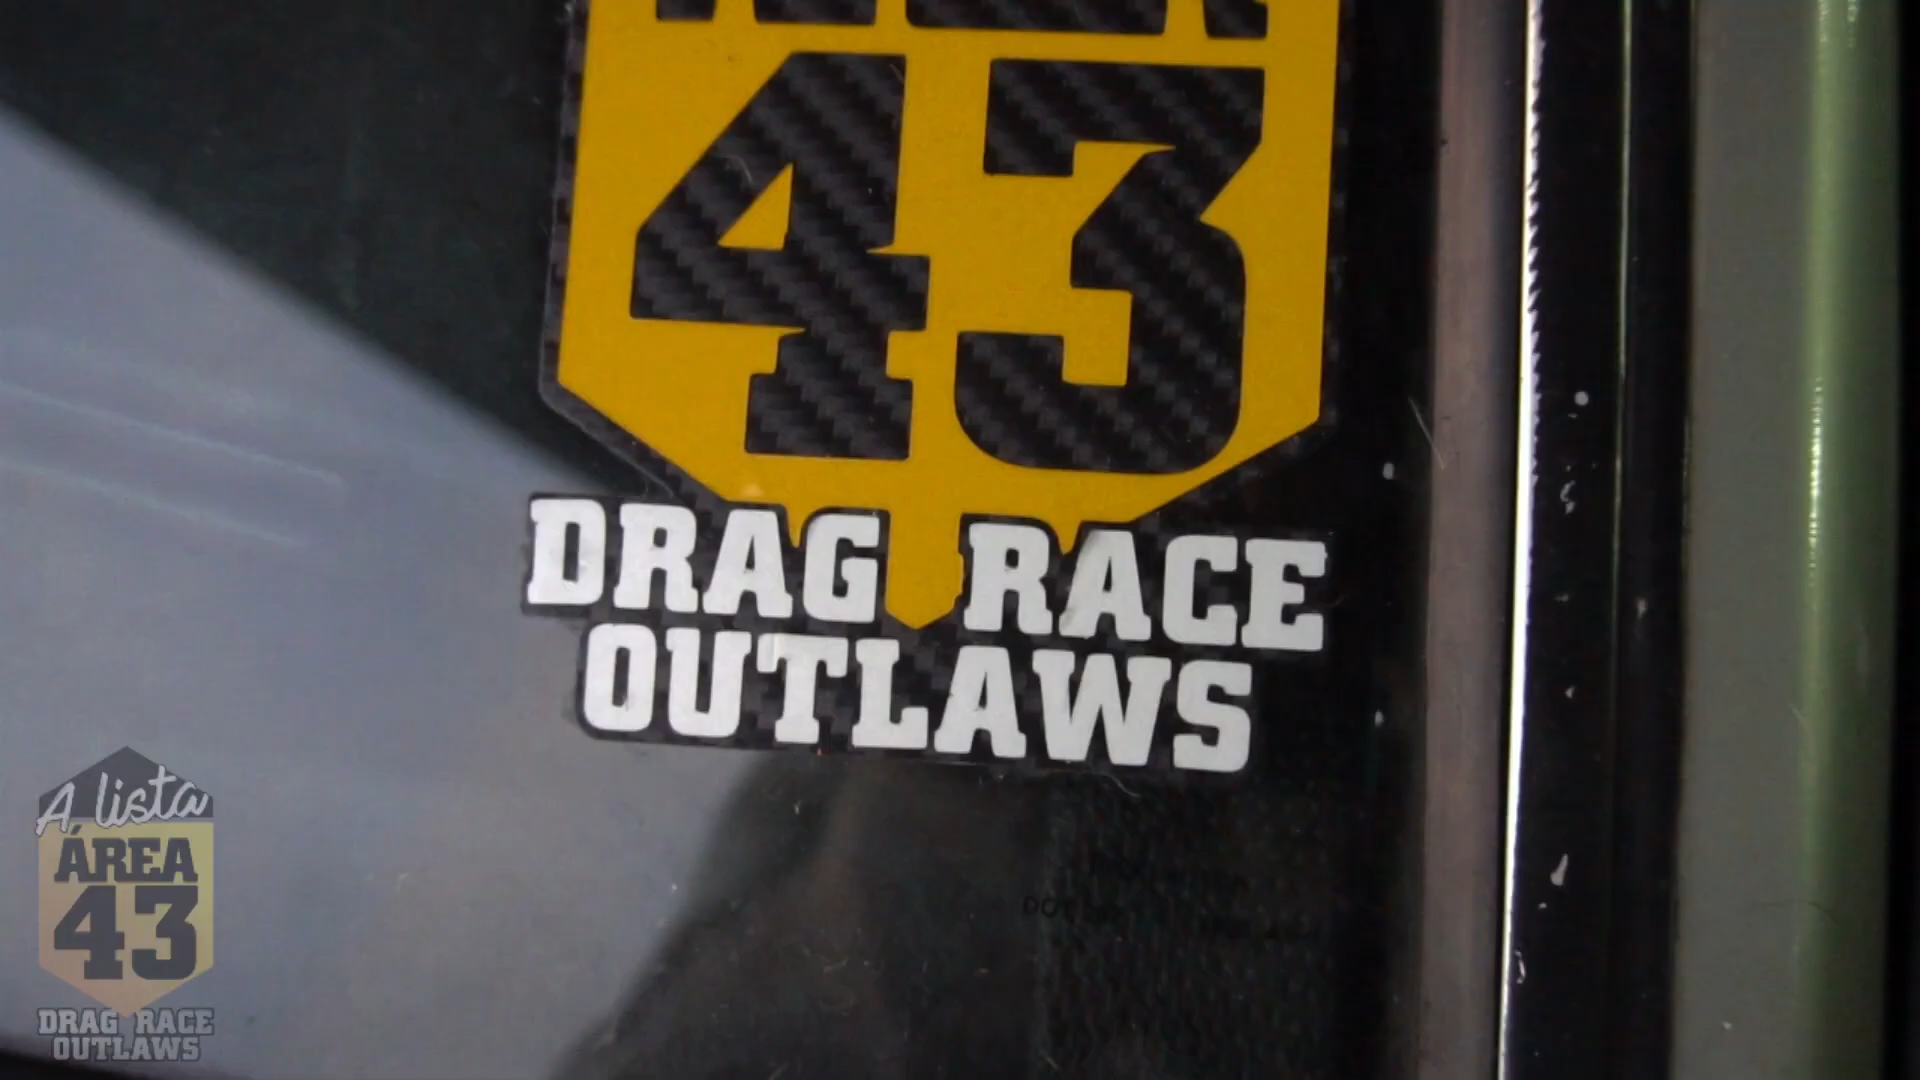 43
DRAG RACE
OUTLAWS
A lista
ÁREA
43
DRAG RACE
OUTLAWS